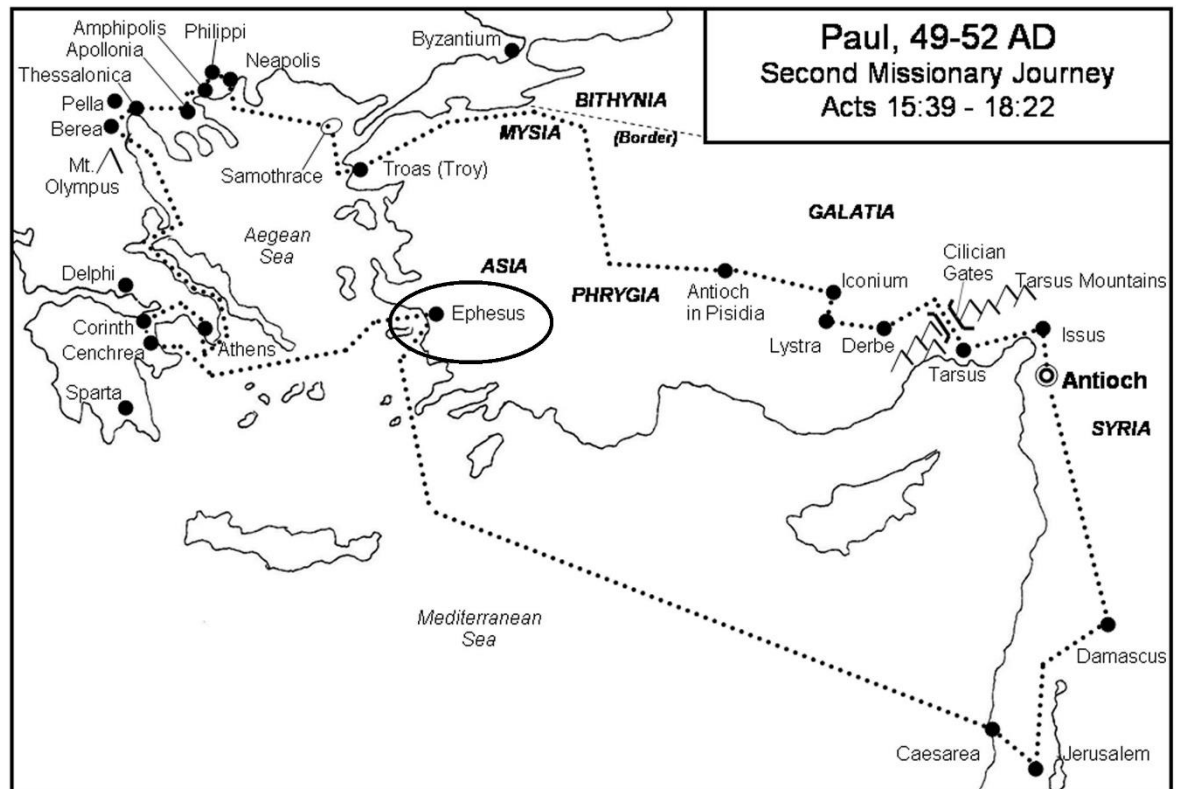 Paul, 49-52 AD
Second Missionary Journey
Acts 15:39 - 18:22
Amphipolis
Philippi
Apollonia
Neapolis
Byzantium
Thessalonica
Pella
Berea
BITHYNIA
MYSIA
(Border)
Mt.
Olympus
Samothrace
Troas (Troy)
GALATIA
Aegean
Sea
Delphi
ASIA
PHRYGIA
Antioch
in Pisidia
Iconium
Cilician
Gates
Tarsus Mountains
Corinth
Cenchrea
Athens
Ephesus
Lystra
Derbe
Tarsus
Issus
Antioch
Sparta
SYRIA
Mediterranean
Sea
Damascus
Caesarea
Jerusalem